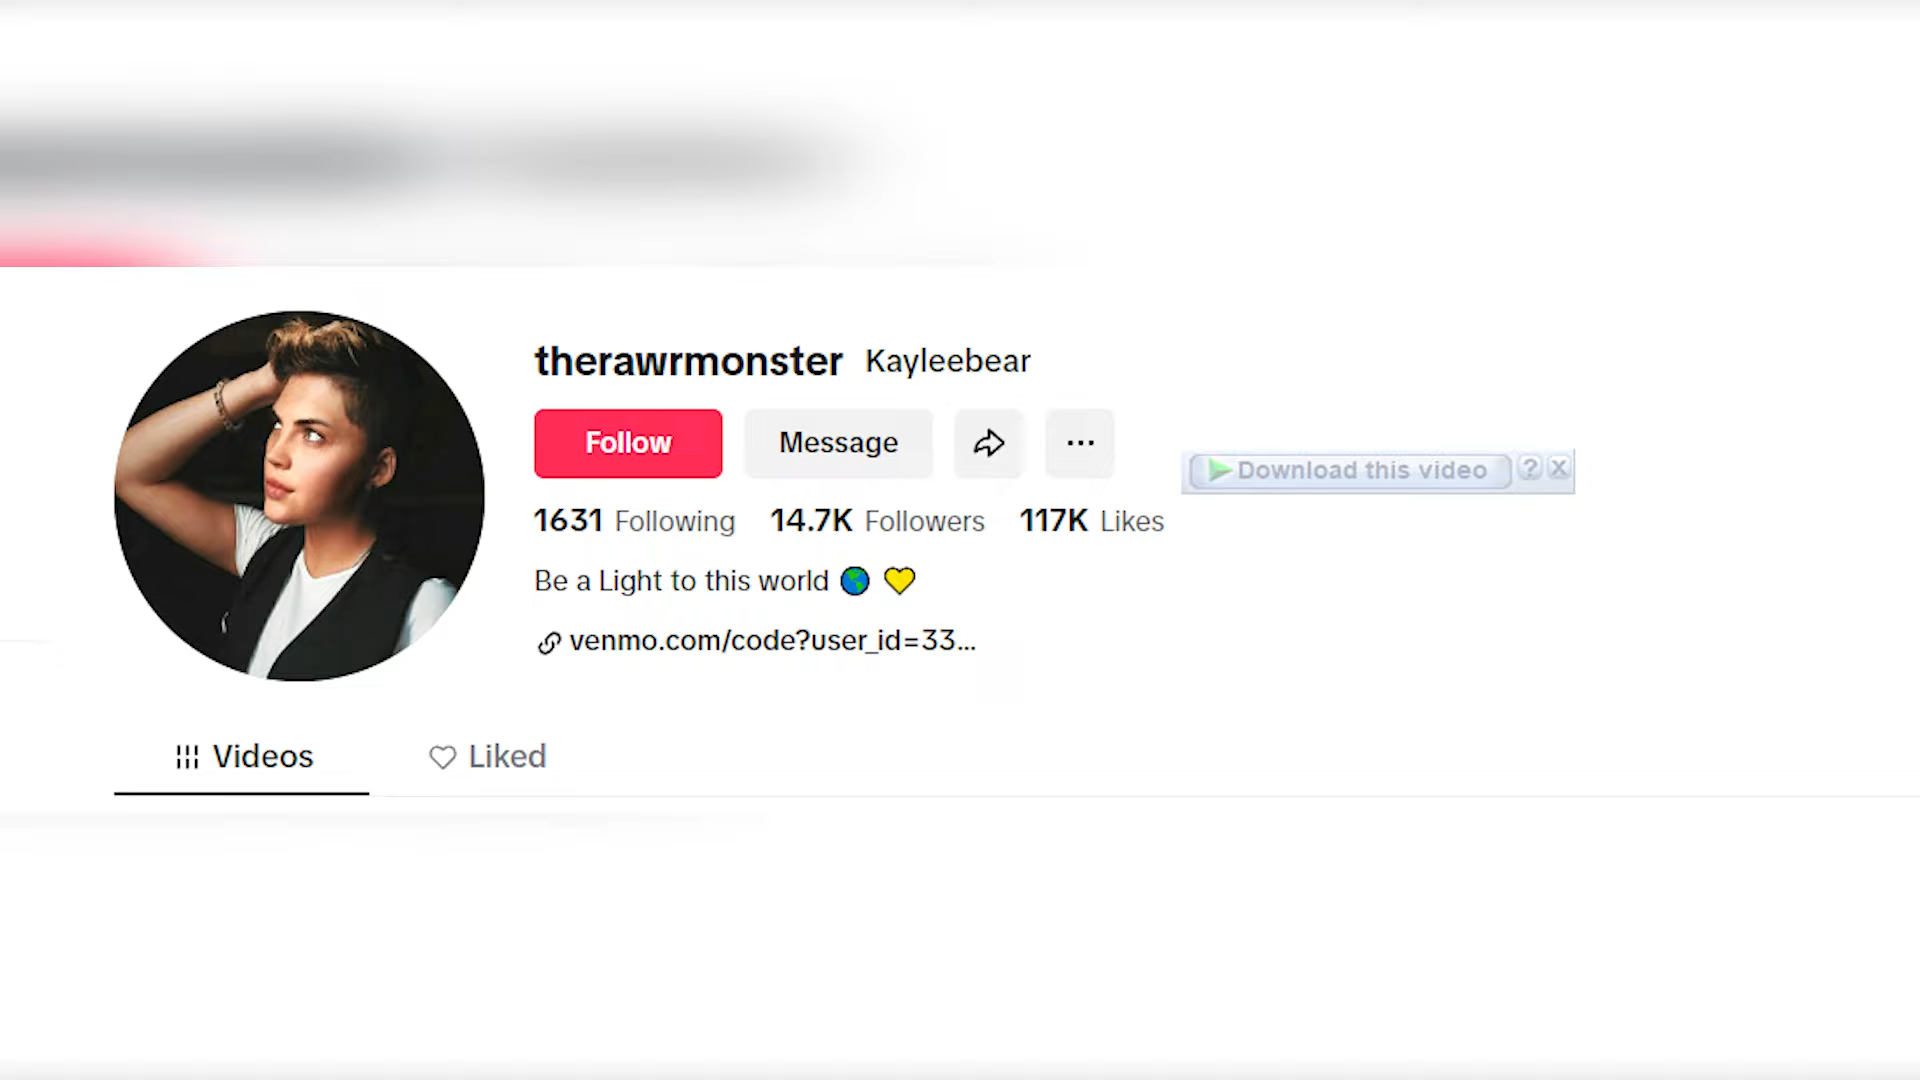 therawrmonster Kayleebear
Follow Message ...
Download this video ? X
1631 Following 14.7K Followers 117K Likes
Be a Light to this world 🌎 💛
venmo.com/code?user_id=33...
Videos Liked